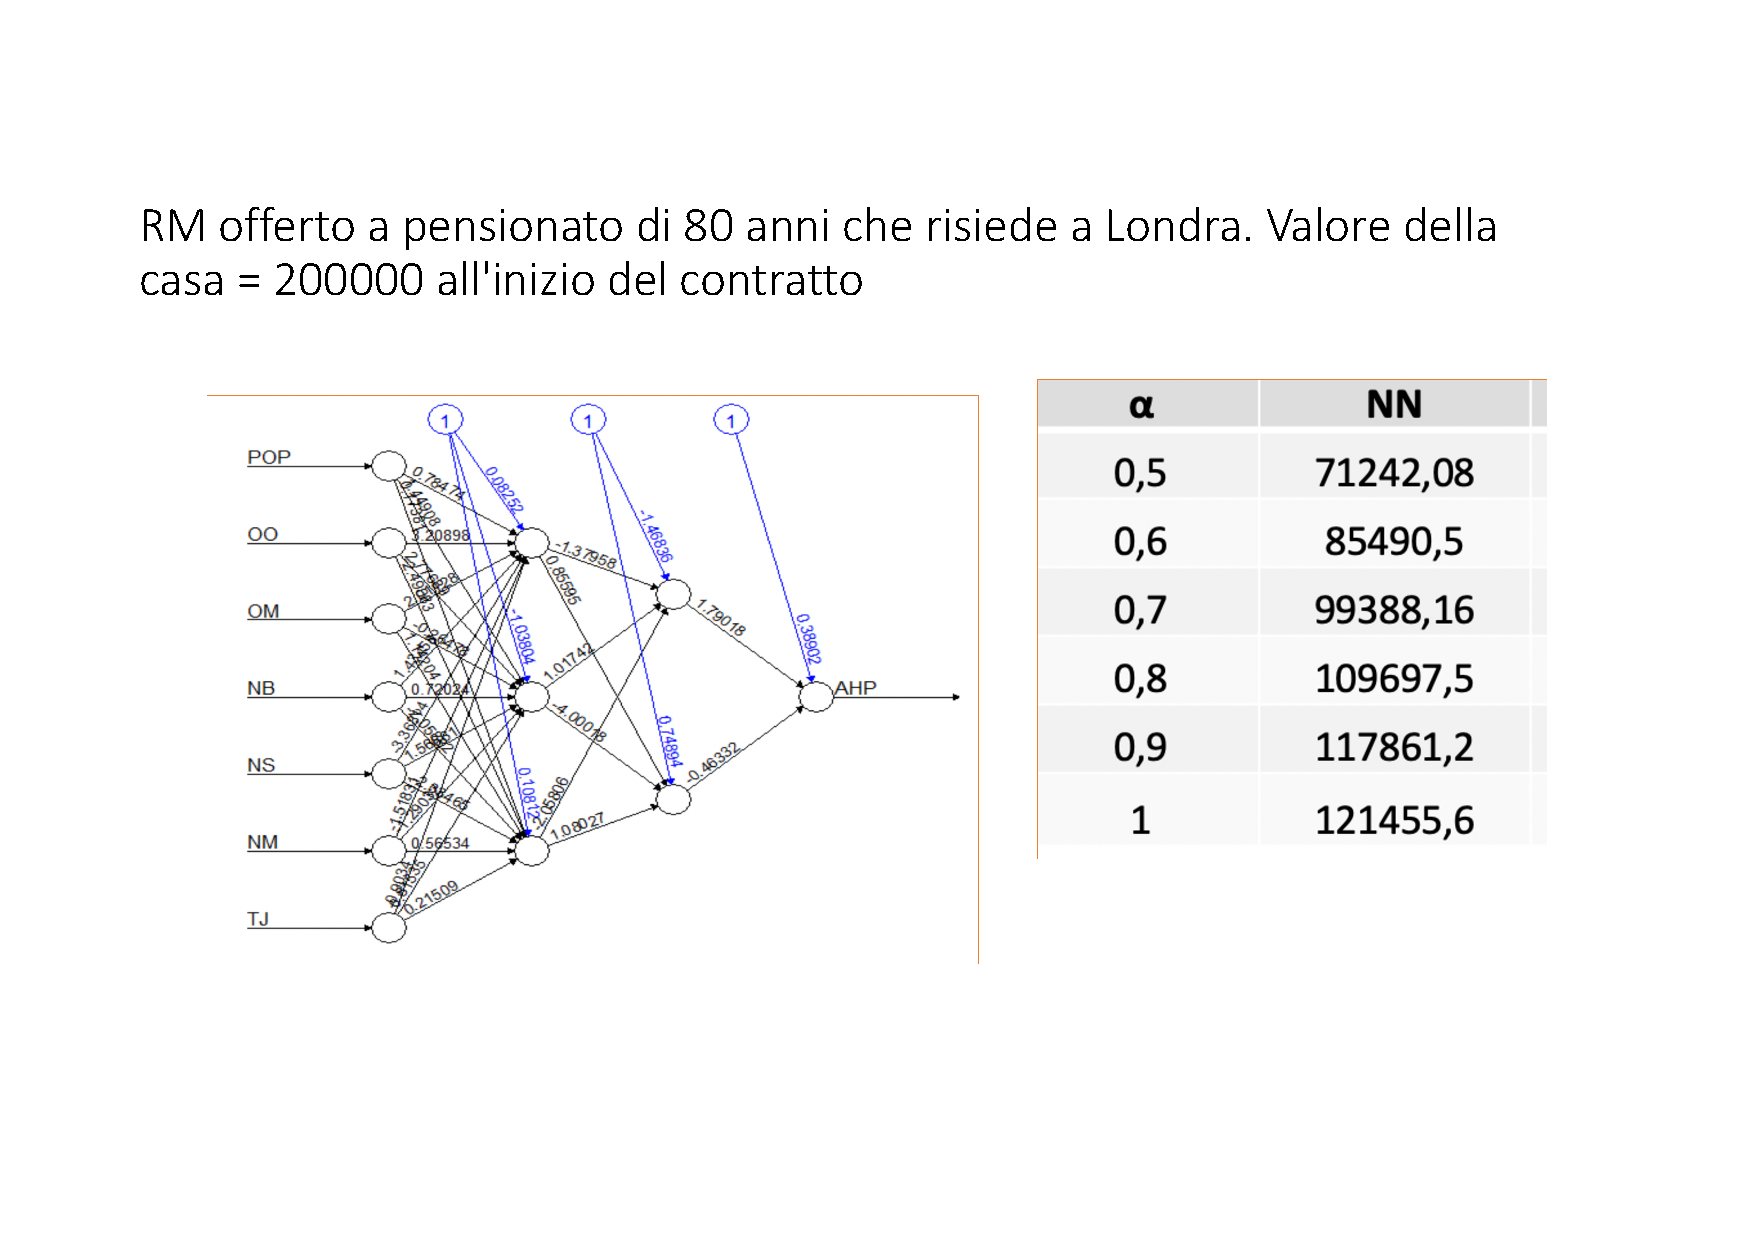 RM offerto a pensionato di 80 anni che risiede a Londra. Valore della
casa = 200000 all'inizio del contratto
1 1 1
POP
OO
OM
NB
NS
NM
TJ
0.78474
3.20898
0.72024
0.56534
0.21509
0.08252
-1.03804
0.10812
-1.37958
0.85595
1.01742
-4.00018
-2.05806
1.08027
-1.46836
0.74894
1.79018
-0.46332
0.38902
AHP
α NN
0,5 71242,08
0,6 85490,5
0,7 99388,16
0,8 109697,5
0,9 117861,2
1 121455,6